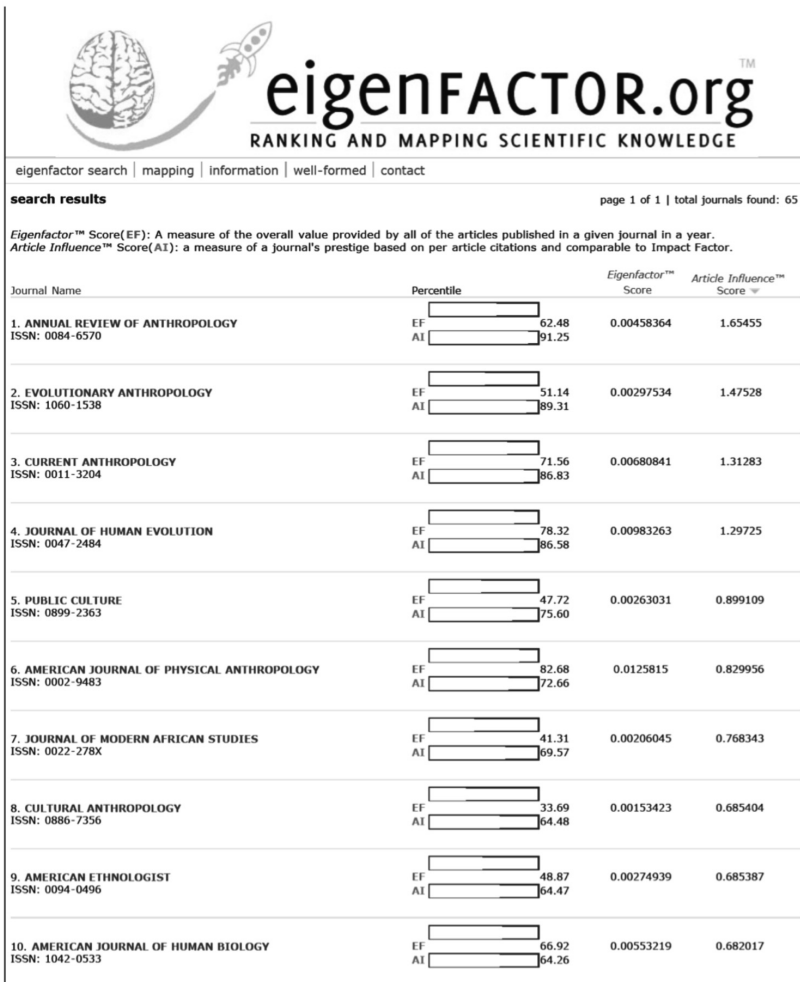 eigenFACTOR.org™
RANKING AND MAPPING SCIENTIFIC KNOWLEDGE
eigenfactor search | mapping | information | well-formed | contact
search results page 1 of 1 | total journals found: 65
Eigenfactor™ Score(EF): A measure of the overall value provided by all of the articles published in a given journal in a year.
Article Influence™ Score(AI): a measure of a journal's prestige based on per article citations and comparable to Impact Factor.
Journal Name Percentile Eigenfactor™ Score Article Influence™ Score
1. ANNUAL REVIEW OF ANTHROPOLOGY EF 62.48 0.00458364 1.65455
ISSN: 0084-6570 AI 91.25
2. EVOLUTIONARY ANTHROPOLOGY EF 51.14 0.00297534 1.47528
ISSN: 1060-1538 AI 89.31
3. CURRENT ANTHROPOLOGY EF 71.56 0.00680841 1.31283
ISSN: 0011-3204 AI 86.83
4. JOURNAL OF HUMAN EVOLUTION EF 78.32 0.00983263 1.29725
ISSN: 0047-2484 AI 86.58
5. PUBLIC CULTURE EF 47.72 0.00263031 0.899109
ISSN: 0899-2363 AI 75.60
6. AMERICAN JOURNAL OF PHYSICAL ANTHROPOLOGY EF 82.68 0.0125815 0.829956
ISSN: 0002-9483 AI 72.66
7. JOURNAL OF MODERN AFRICAN STUDIES EF 41.31 0.00206045 0.768343
ISSN: 0022-278X AI 69.57
8. CULTURAL ANTHROPOLOGY EF 33.69 0.00153423 0.685404
ISSN: 0886-7356 AI 64.48
9. AMERICAN ETHNOLOGIST EF 48.87 0.00274939 0.685387
ISSN: 0094-0496 AI 64.47
10. AMERICAN JOURNAL OF HUMAN BIOLOGY EF 66.92 0.00553219 0.682017
ISSN: 1042-0533 AI 64.26